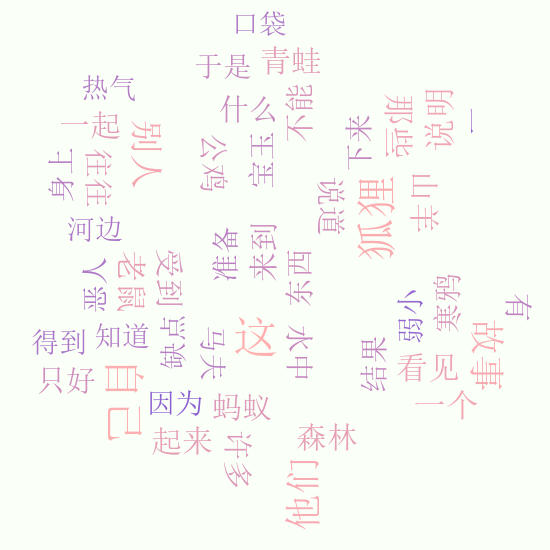 口袋
于是
青蛙
热气
什么
不能
一起
别人
那些
说明
一
下来
公鸡
宝玉
身上
往往
说道
狐狸
山羊
河边
准备
来到
东西
恶人
老鼠
受到
弱小
寒鸦
有
得到
知道
缺点
马夫
这
水中
结果
看见
故事
只好
自己
因为
蚂蚁
一个
起来
许多
森林
他们